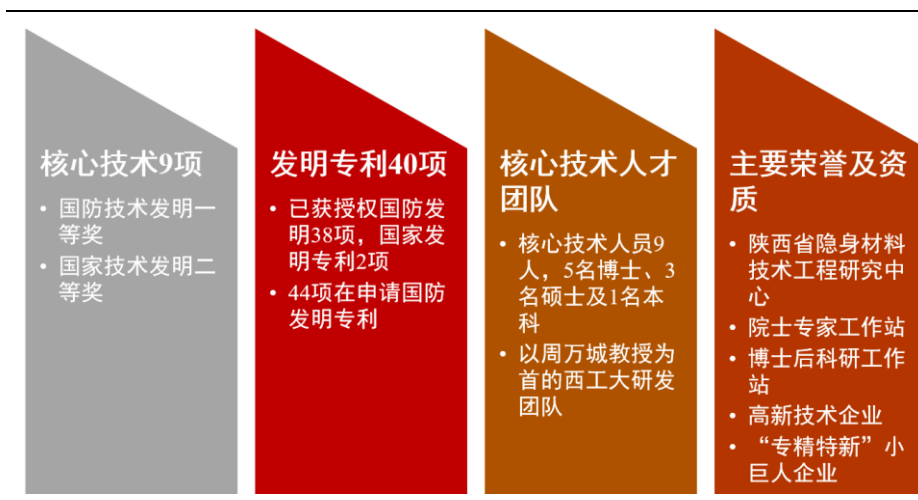 核心技术9项
• 国防技术发明一
等奖
• 国家技术发明二
等奖
发明专利40项
• 已获授权国防发
明38项，国家发
明专利2项
• 44项在申请国防
发明专利
核心技术人才
团队
• 核心技术人员9
人，5名博士、3
名硕士及1名本
科
• 以周万城教授为
首的西工大研发
团队
主要荣誉及资
质
• 陕西省隐身材料
技术工程研究中
心
• 院士专家工作站
• 博士后科研工作
站
• 高新技术企业
• “专精特新”小
巨人企业